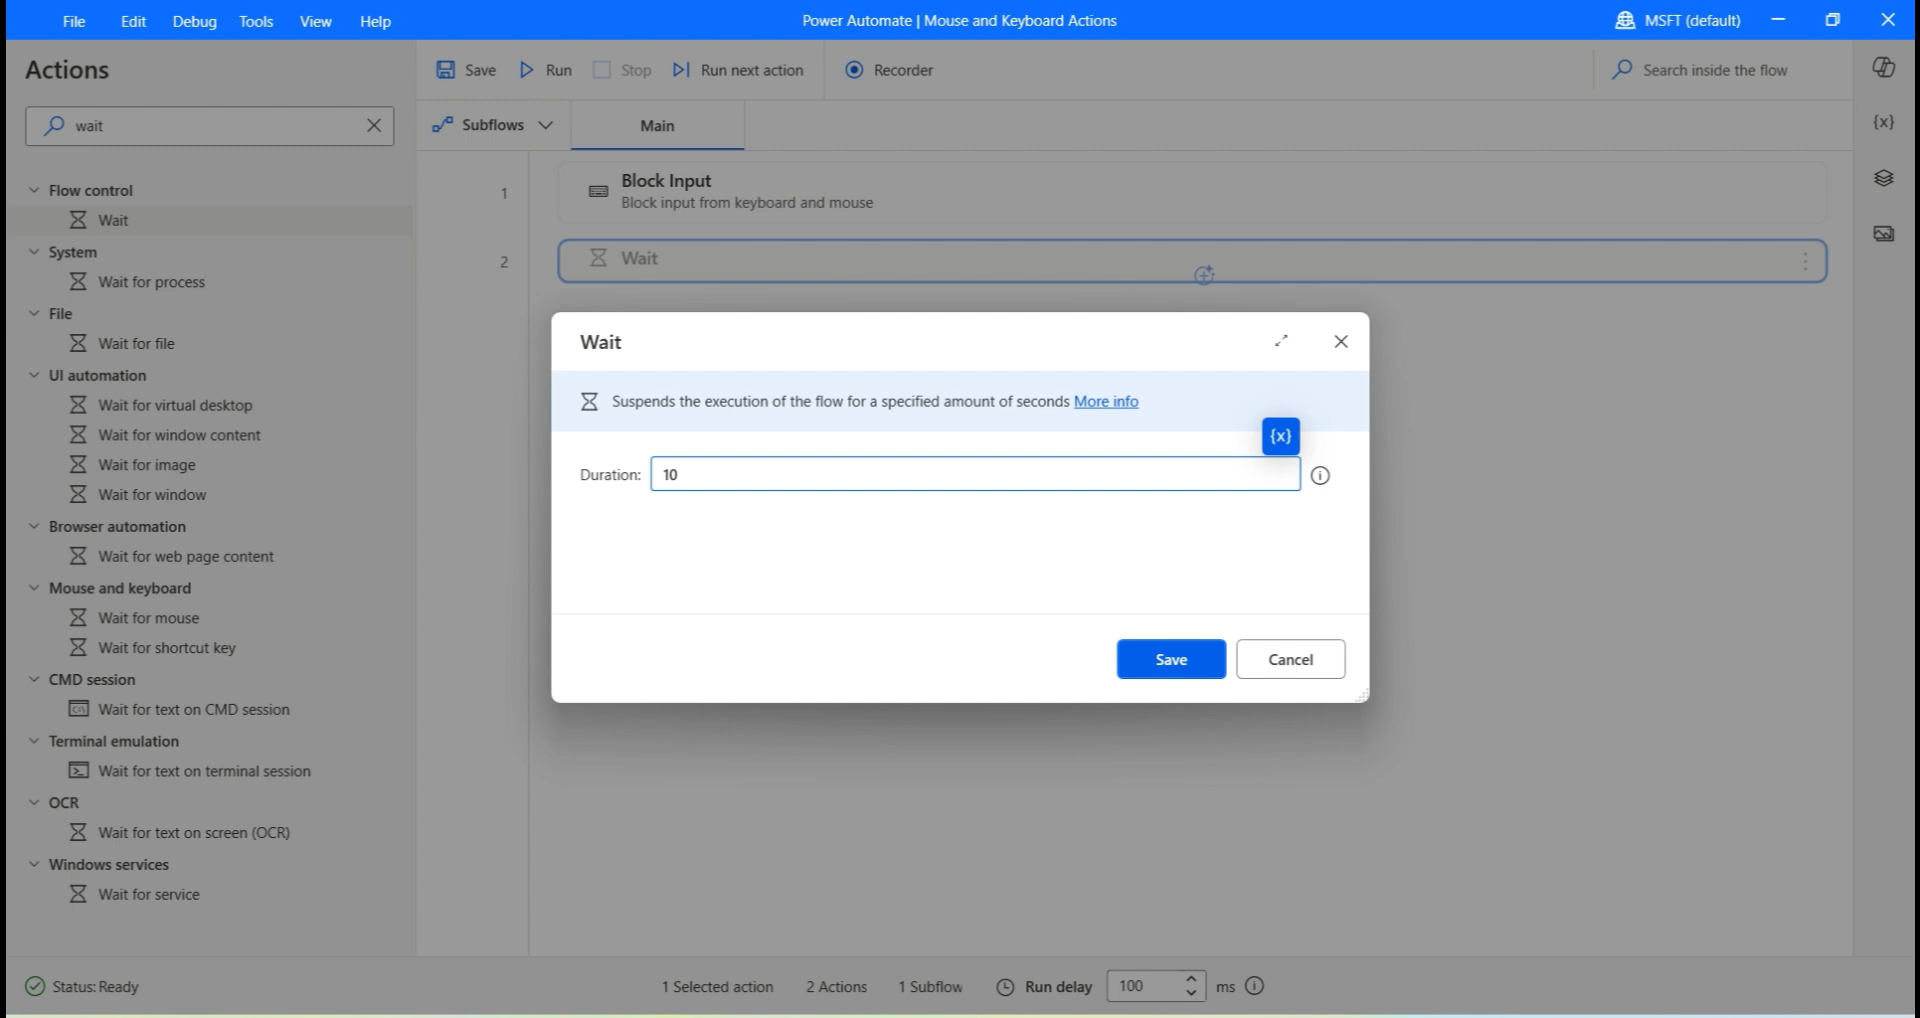 File Edit Debug Tools View Help
Power Automate | Mouse and Keyboard Actions
MSFT (default)
Actions
wait
Flow control
Wait
System
Wait for process
File
Wait for file
UI automation
Wait for virtual desktop
Wait for window content
Wait for image
Wait for window
Browser automation
Wait for web page content
Mouse and keyboard
Wait for mouse
Wait for shortcut key
CMD session
Wait for text on CMD session
Terminal emulation
Wait for text on terminal session
OCR
Wait for text on screen (OCR)
Windows services
Wait for service
Save Run Stop Run next action Recorder
Search inside the flow
Subflows Main
{x}
1
Block Input
Block input from keyboard and mouse
2
Wait
Wait
Suspends the execution of the flow for a specified amount of seconds More info
{x}
Duration: 10
Save Cancel
Status: Ready
1 Selected action 2 Actions 1 Subflow Run delay 100 ms